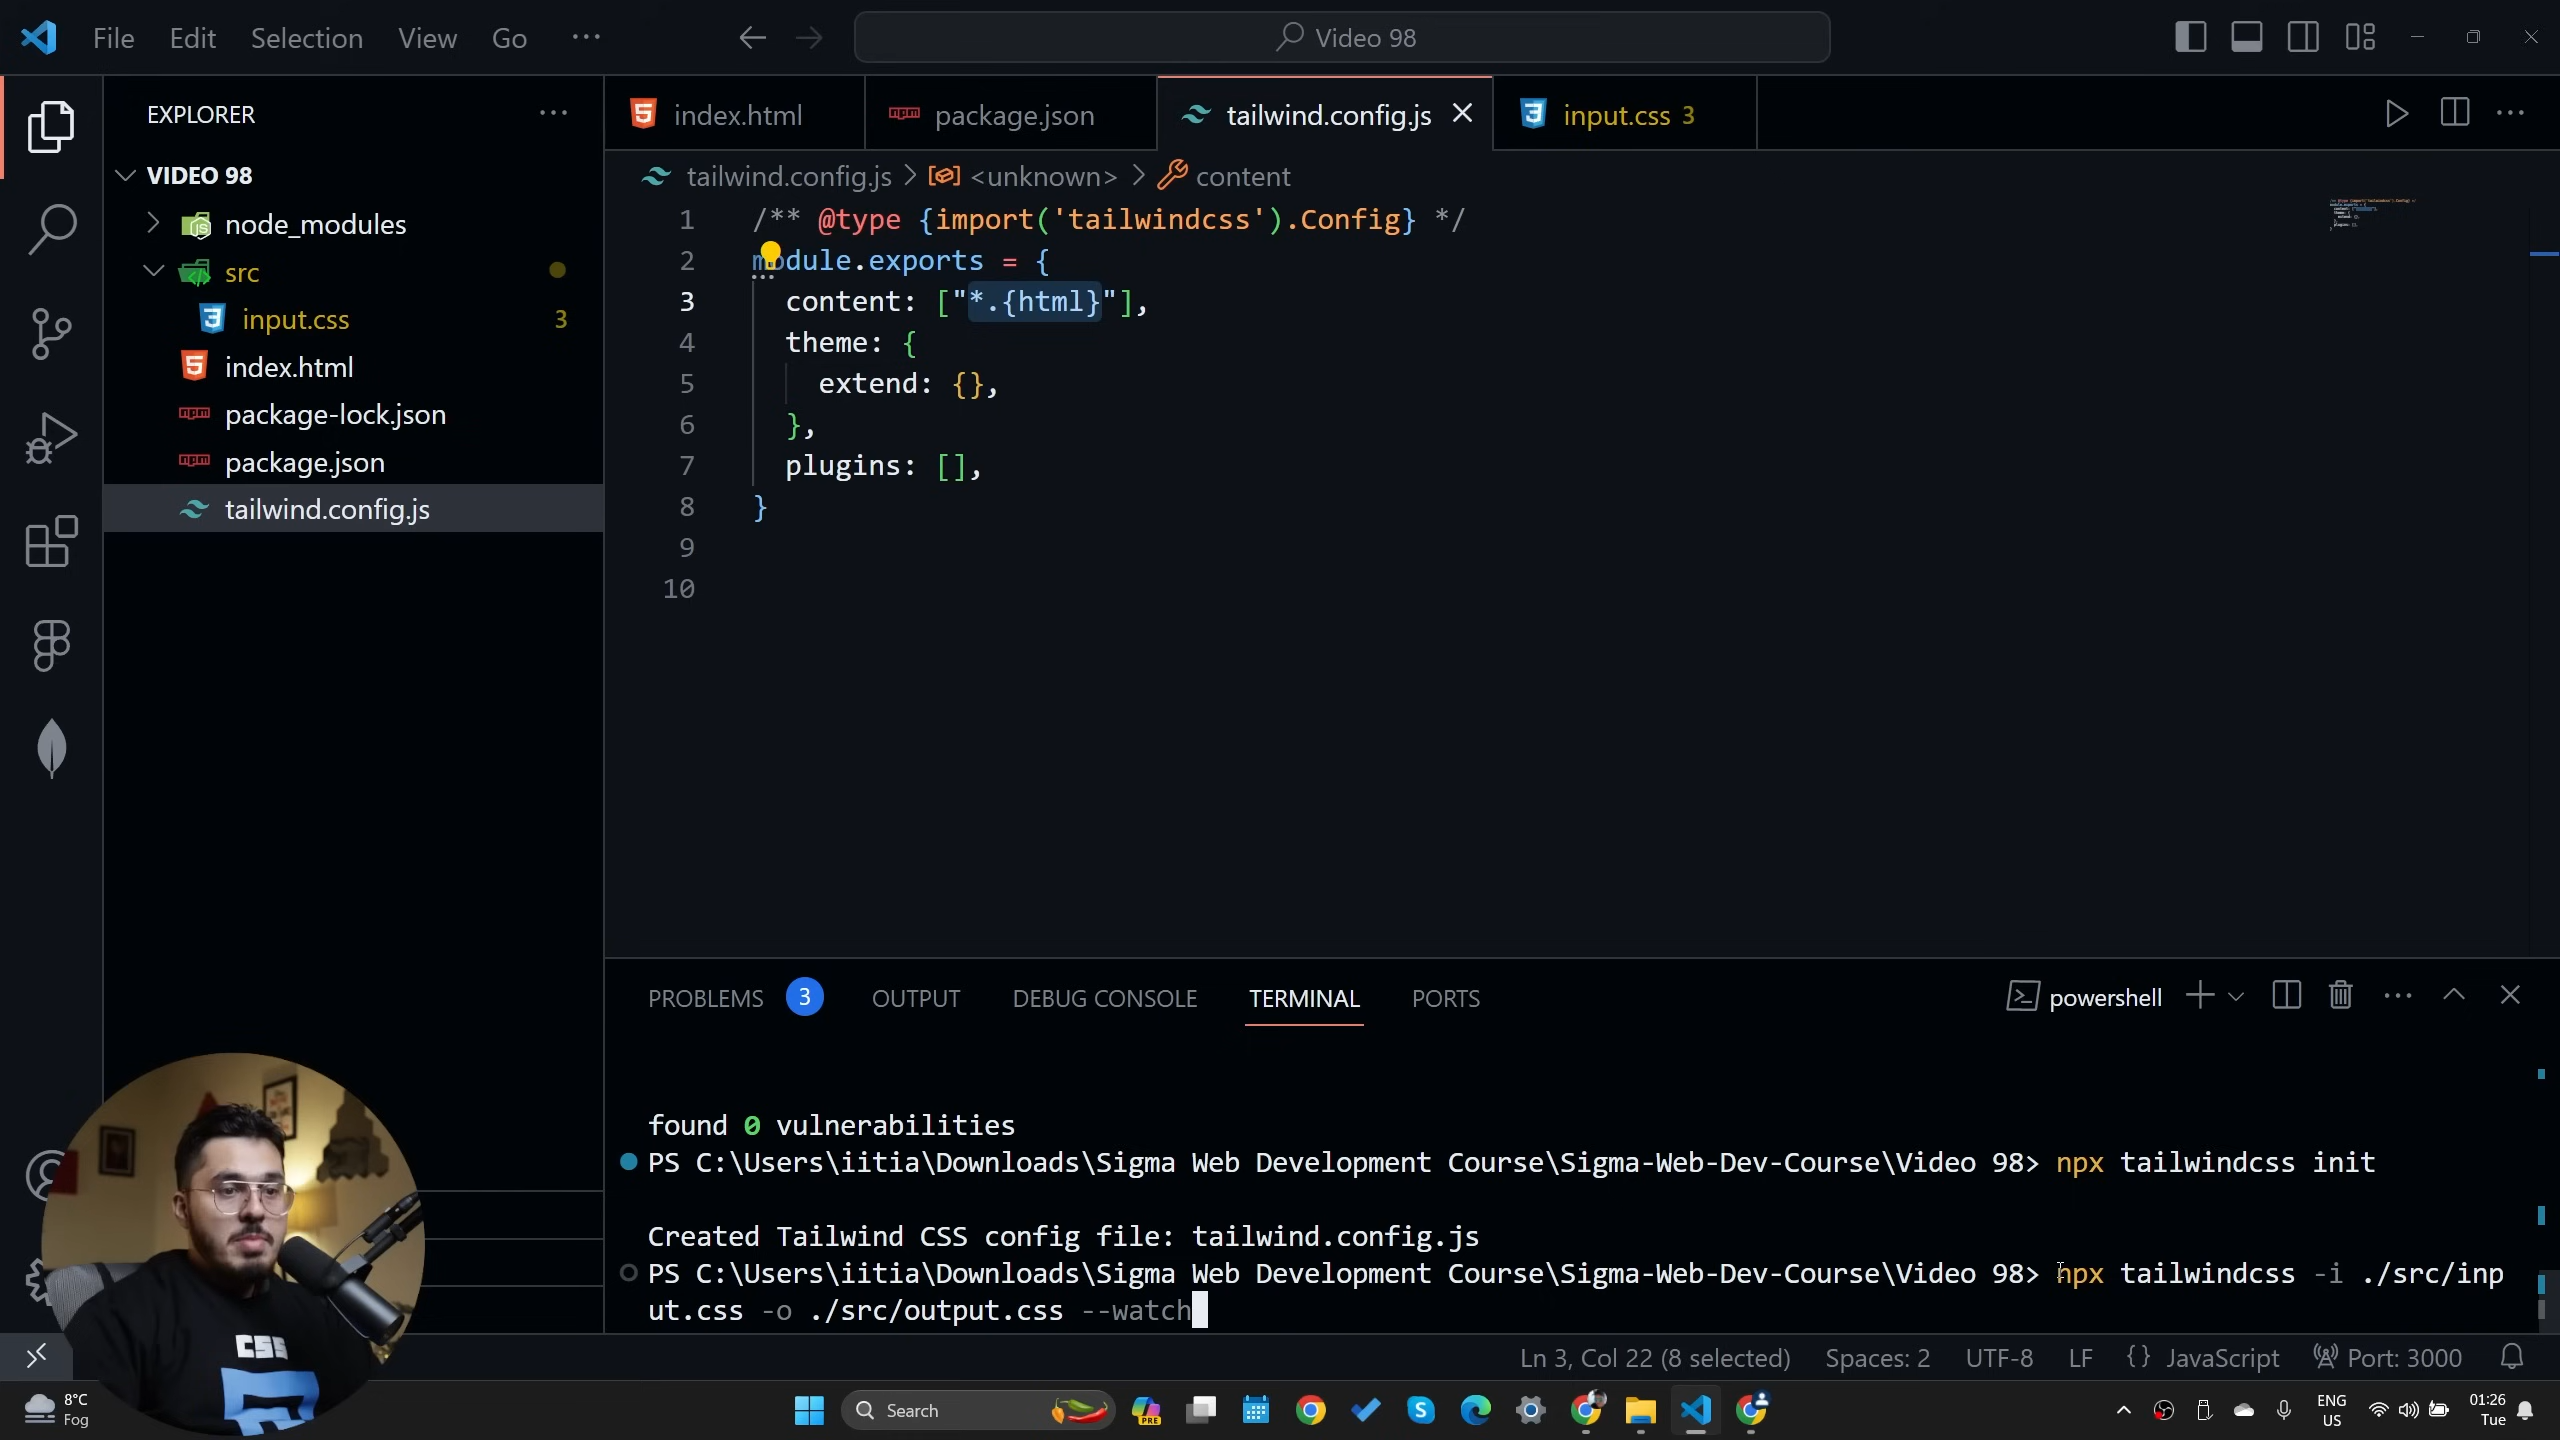 File Edit Selection View Go ··· Video 98
EXPLORER ···
VIDEO 98
node_modules
src
input.css 3
index.html
package-lock.json
package.json
tailwind.config.js
index.html package.json tailwind.config.js input.css 3
tailwind.config.js > <unknown> > content
1 /** @type {import('tailwindcss').Config} */
2 module.exports = {
3 content: ["*.{html}"],
4 theme: {
5 extend: {},
6 },
7 plugins: [],
8 }
9
10
PROBLEMS 3 OUTPUT DEBUG CONSOLE TERMINAL PORTS powershell
found 0 vulnerabilities
PS C:\Users\iitia\Downloads\Sigma Web Development Course\Sigma-Web-Dev-Course\Video 98> npx tailwindcss init
Created Tailwind CSS config file: tailwind.config.js
PS C:\Users\iitia\Downloads\Sigma Web Development Course\Sigma-Web-Dev-Course\Video 98> npx tailwindcss -i ./src/inp
ut.css -o ./src/output.css --watch
CSS
Ln 3, Col 22 (8 selected) Spaces: 2 UTF-8 LF {} JavaScript Port: 3000
8°C
Fog
Search
PRE
ENG
US
01:26
Tue